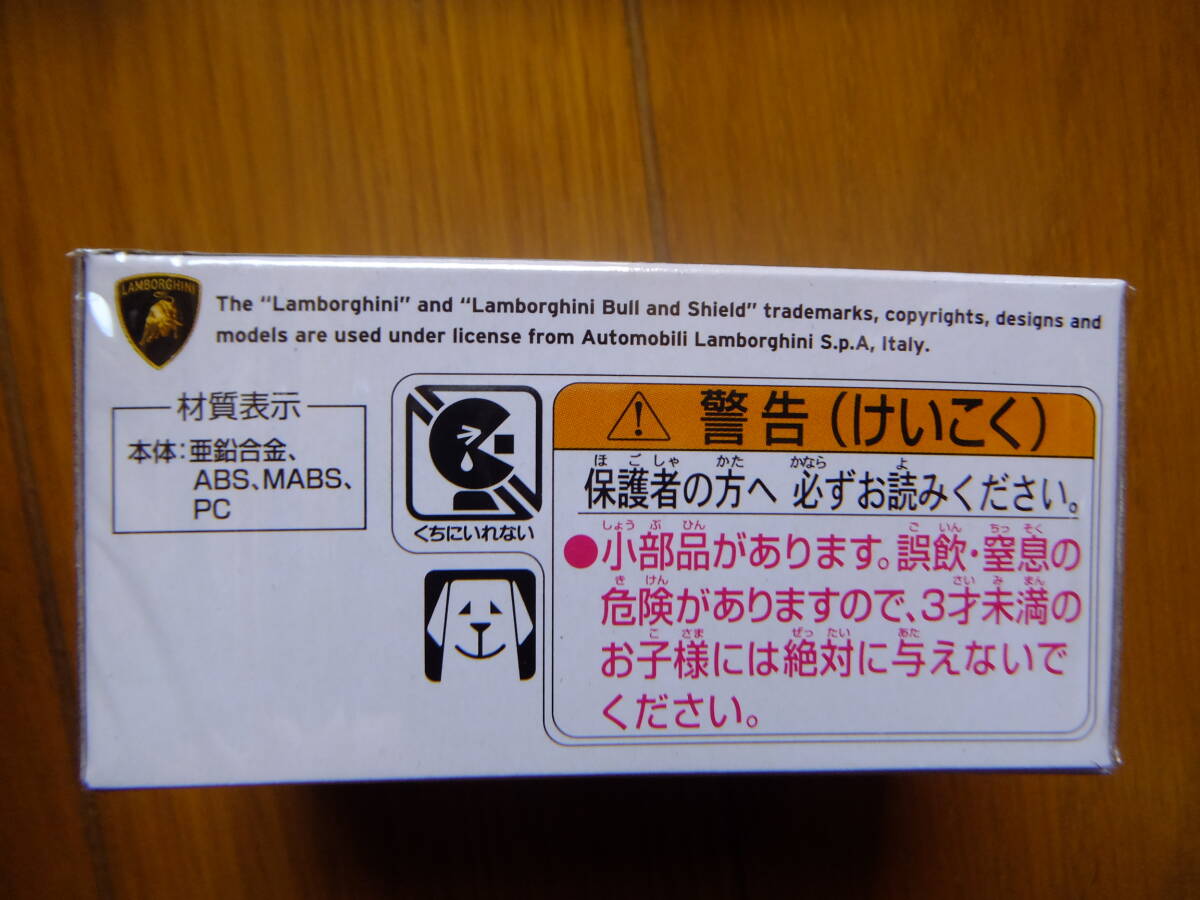 LAMBORGHINI
The “Lamborghini” and “Lamborghini Bull and Shield” trademarks, copyrights, designs and
models are used under license from Automobili Lamborghini S.p.A, Italy.
材質表示
本体:亜鉛合金、
ABS、MABS、
PC
くちにいれない
警告(けいこく)
ほごしゃ かた かなら よ
保護者の方へ 必ずお読みください。
しょうぶひん ごいん ちっそく
●小部品があります。誤飲・窒息の
きけん さいみまん
危険がありますので、3才未満の
こさま ぜったい あた
お子様には絶対に与えないで
ください。